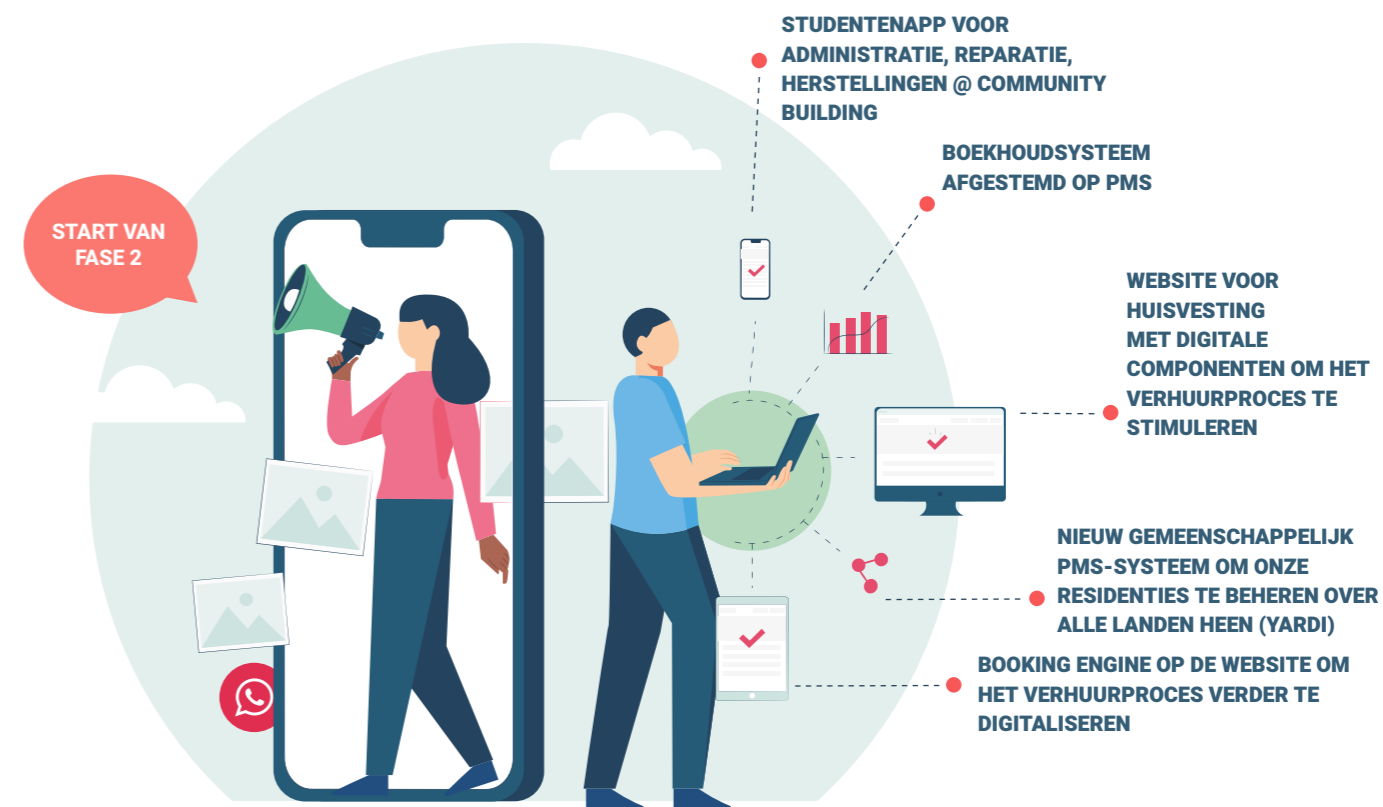 STUDENTENAPP VOOR
ADMINISTRATIE, REPARATIE,
HERSTELLINGEN @ COMMUNITY
BUILDING
BOEKHOUDSYSTEEM
AFGESTEMD OP PMS
START VAN
FASE 2
WEBSITE VOOR
HUISVESTING
MET DIGITALE
COMPONENTEN OM HET
VERHUURPROCES TE
STIMULEREN
NIEUW GEMEENSCHAPPELIJK
PMS-SYSTEEM OM ONZE
RESIDENTIES TE BEHEREN OVER
ALLE LANDEN HEEN (YARDI)
BOOKING ENGINE OP DE WEBSITE OM
HET VERHUURPROCES VERDER TE
DIGITALISEREN